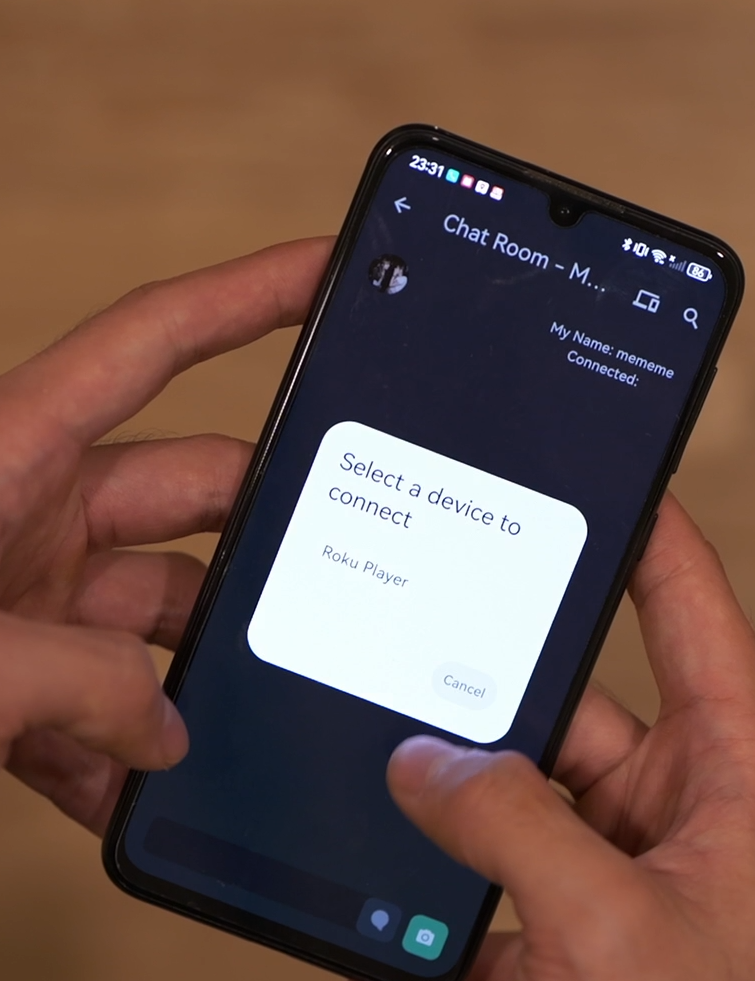 23:31
86
Chat Room – M...
My Name: mememe
Connected:
Select a device to
connect
Roku Player
Cancel